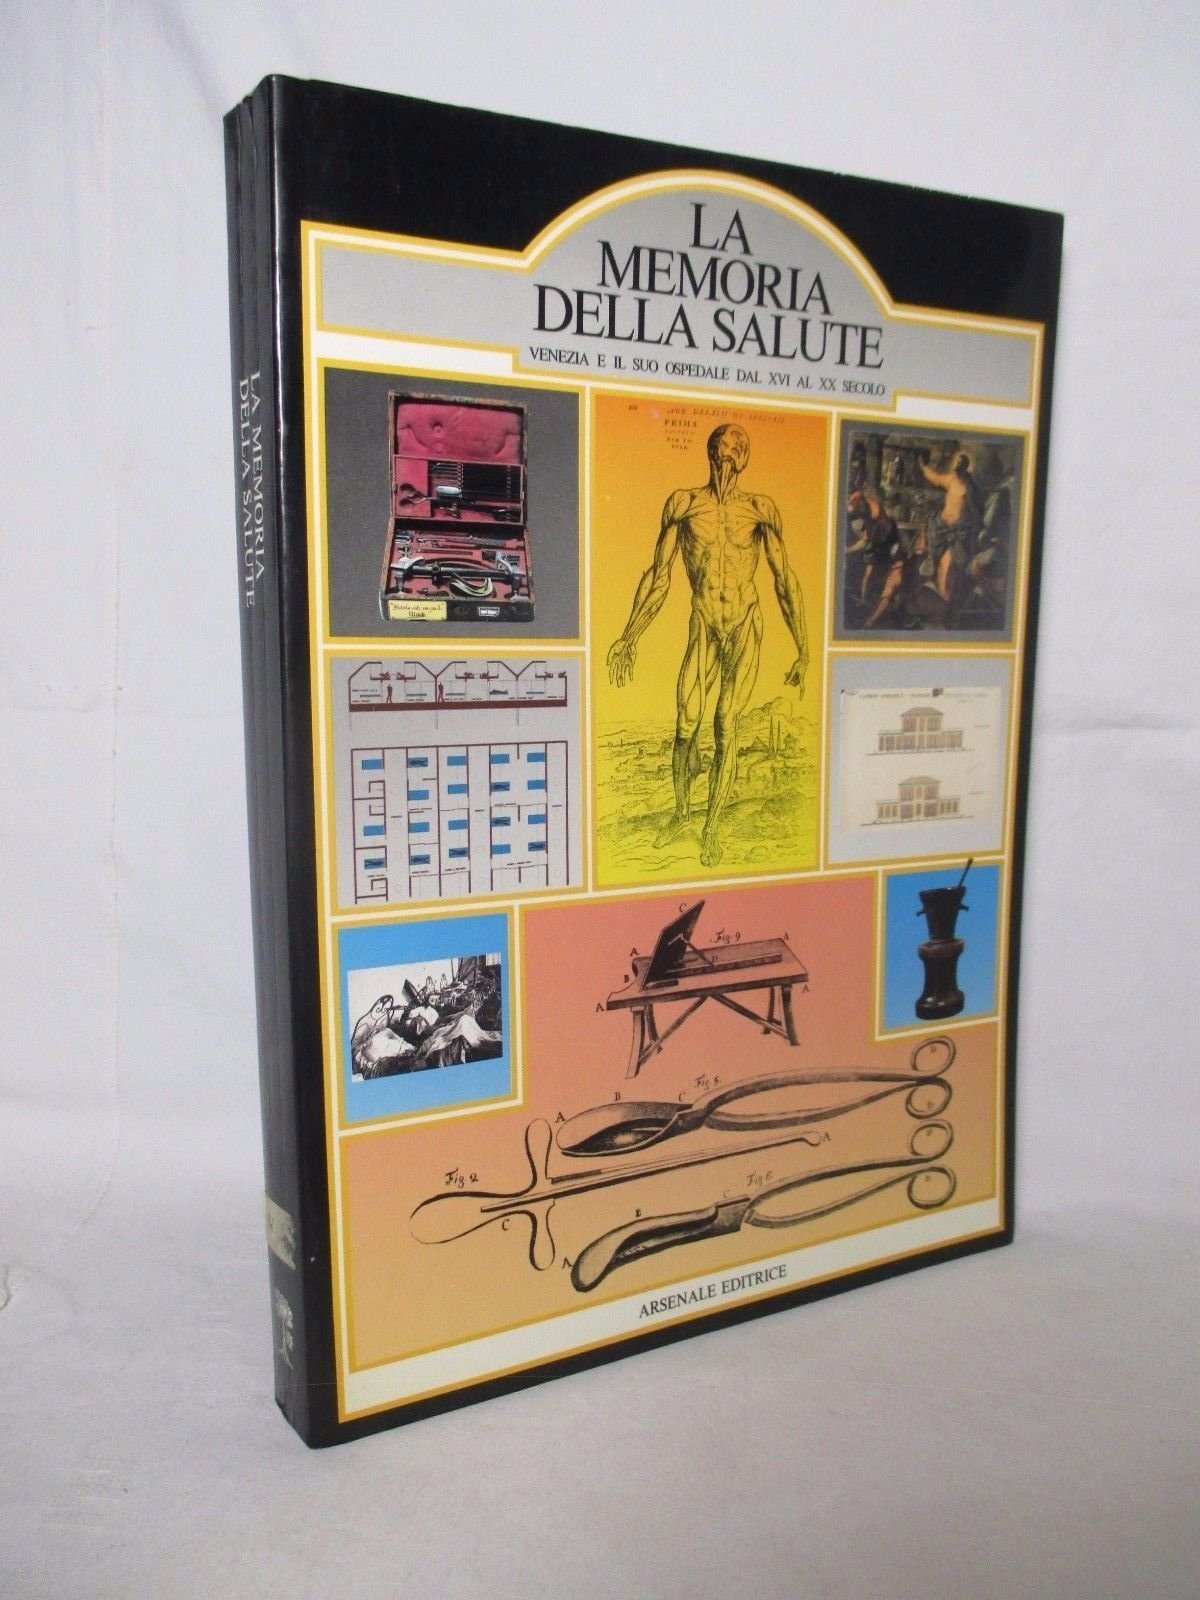 LA
MEMORIA
DELLA SALUTE
VENEZIA E IL SUO OSPEDALE DAL XVI AL XX SECOLO
LA MEMORIA
DELLA SALUTE
PRIMA
A
C
Fig. 9
D
A
B
A
A
Fig. 5.
A
B
C
D
D
A
Fig 2
C
Fig. 6.
C
E
A
D
D
ARSENALE EDITRICE